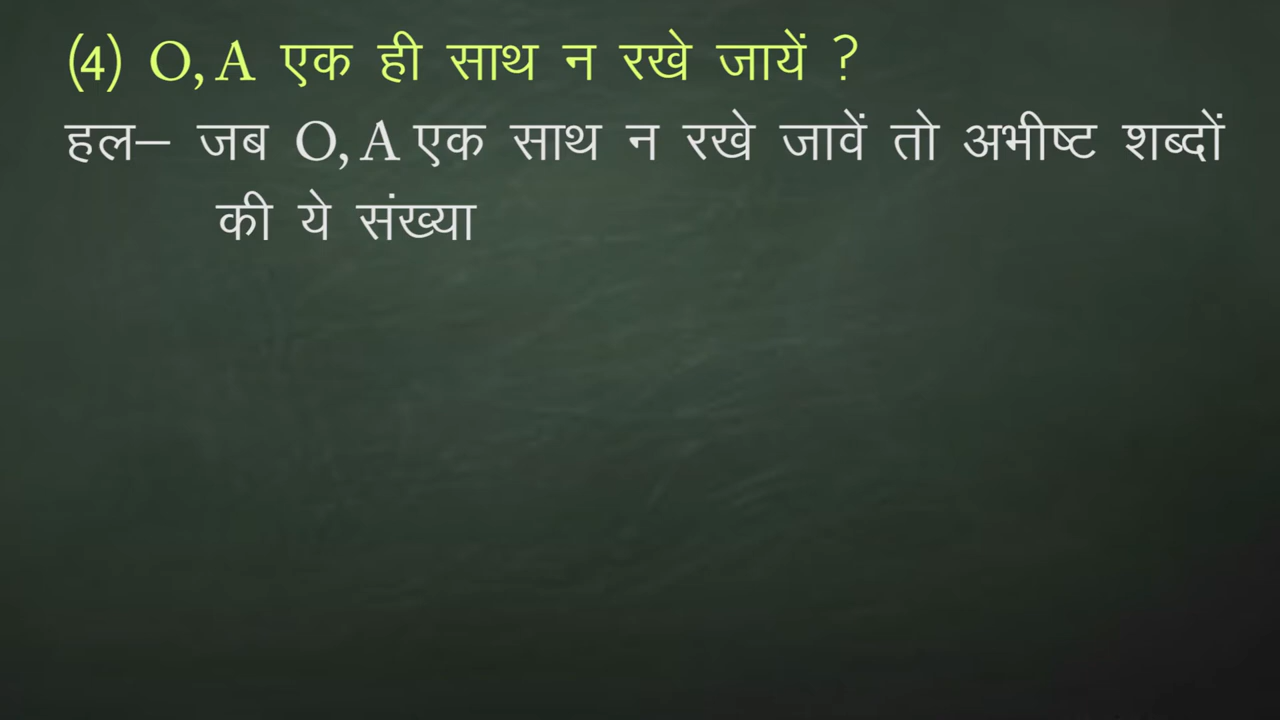 (4) O, A एक ही साथ न रखे जायें ?
हल– जब O, A एक साथ न रखे जावें तो अभीष्ट शब्दों
की ये संख्या